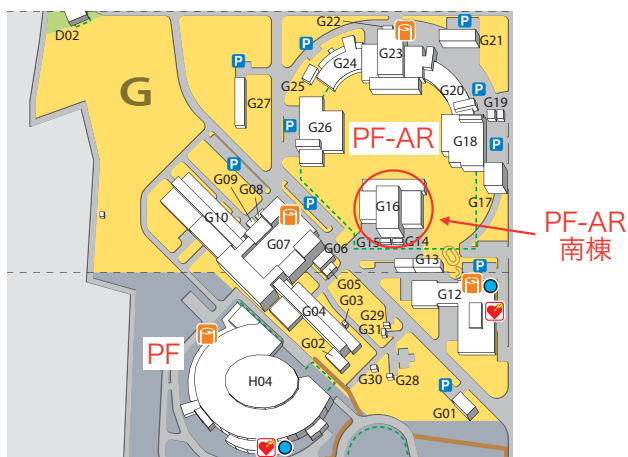 D02
G22
G23
G21
G24
G25
G20
G19
G27
G26
PF-AR
G18
G
G09
G08
G16
G17
G10
PF-AR
南棟
G07
G06
G15
G14
G13
G05
G03
G12
G04
G29
G31
PF
G02
G30
G28
H04
G01
P
P
P
P
P
P
P
P
P
P
P